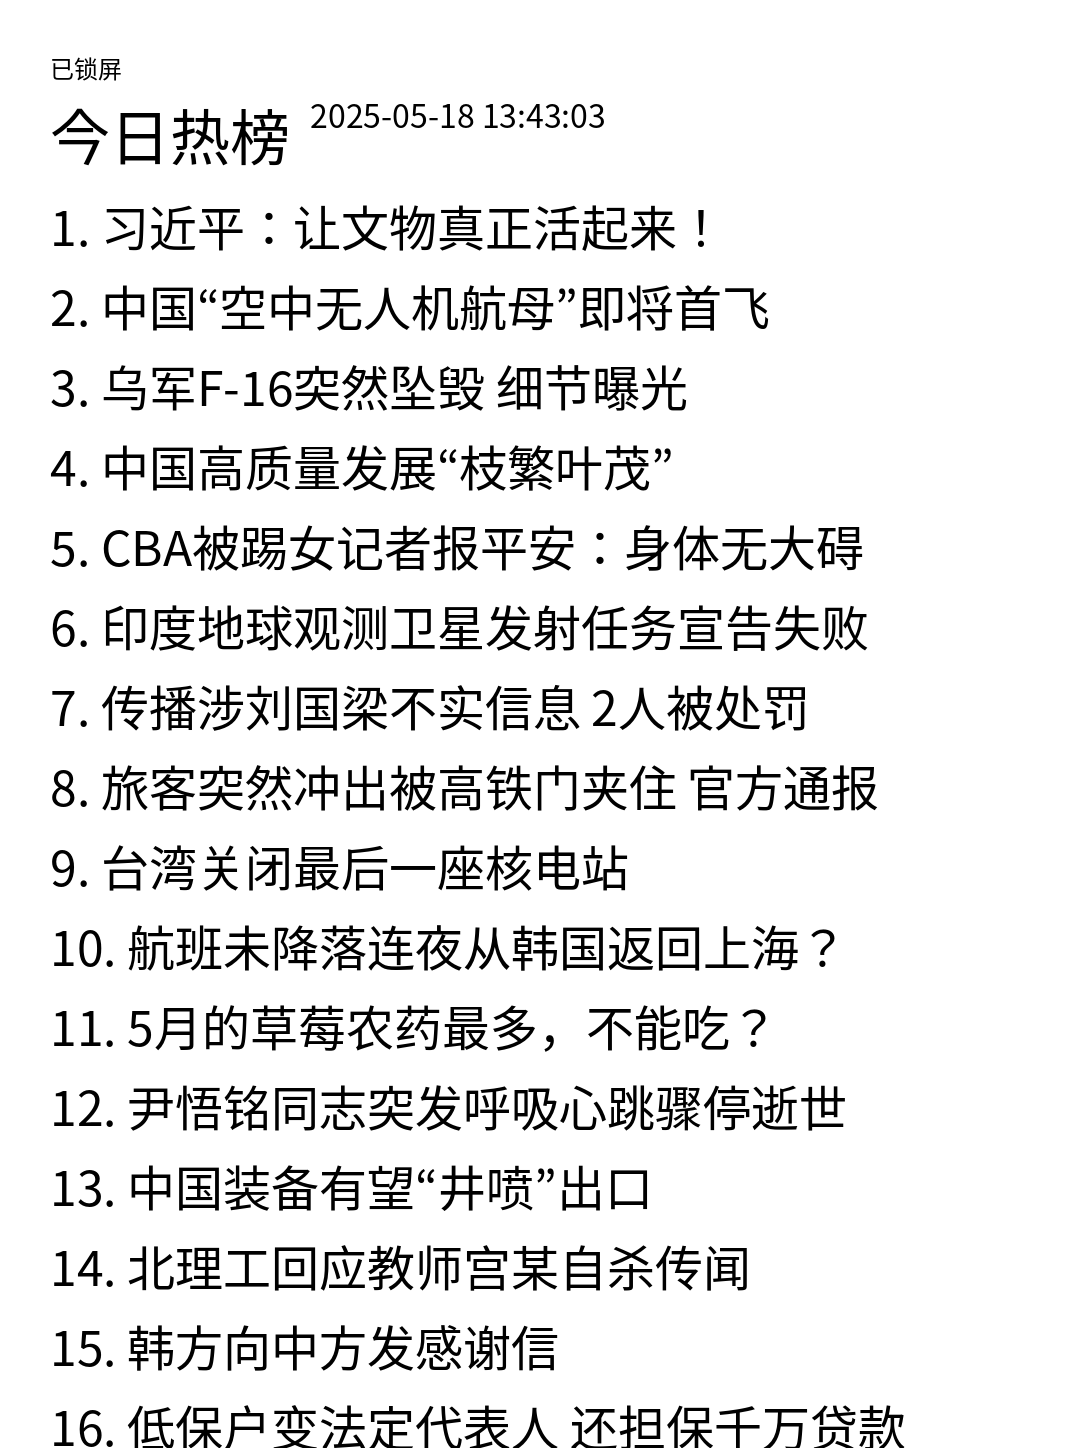 已锁屏
今日热榜 2025-05-18 13:43:03
1. 习近平：让文物真正活起来！
2. 中国“空中无人机航母”即将首飞
3. 乌军F-16突然坠毁 细节曝光
4. 中国高质量发展“枝繁叶茂”
5. CBA被踢女记者报平安：身体无大碍
6. 印度地球观测卫星发射任务宣告失败
7. 传播涉刘国梁不实信息 2人被处罚
8. 旅客突然冲出被高铁门夹住 官方通报
9. 台湾关闭最后一座核电站
10. 航班未降落连夜从韩国返回上海？
11. 5月的草莓农药最多，不能吃？
12. 尹悟铭同志突发呼吸心跳骤停逝世
13. 中国装备有望“井喷”出口
14. 北理工回应教师宫某自杀传闻
15. 韩方向中方发感谢信
16. 低保户变法定代表人 还担保千万贷款